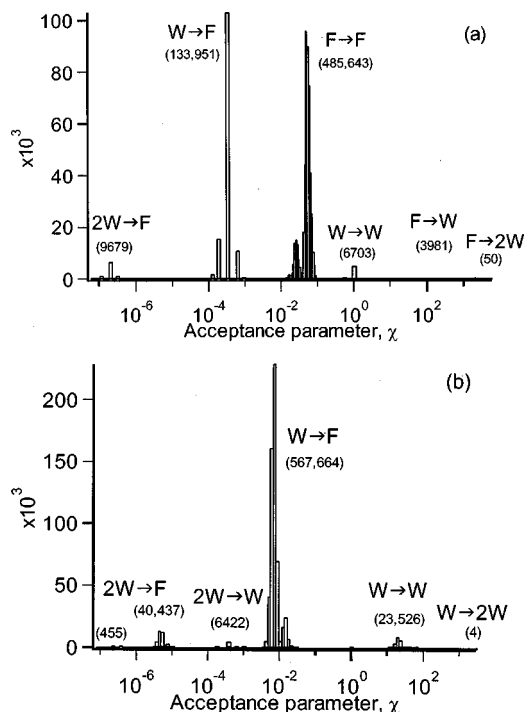 (a)
100
80
60
40
20
0
x10³
W→F
(133,951)
F→F
(485,643)
2W→F
(9679)
W→W
(6703)
F→W
(3981)
F→2W
(50)
10⁻⁶ 10⁻⁴ 10⁻² 10⁰ 10²
Acceptance parameter, χ
(b)
200
150
100
50
0
x10³
W→F
(567,664)
2W→F
(40,437)
(455)
2W→W
(6422)
W→W
(23,526)
W→2W
(4)
10⁻⁶ 10⁻⁴ 10⁻² 10⁰ 10²
Acceptance parameter, χ